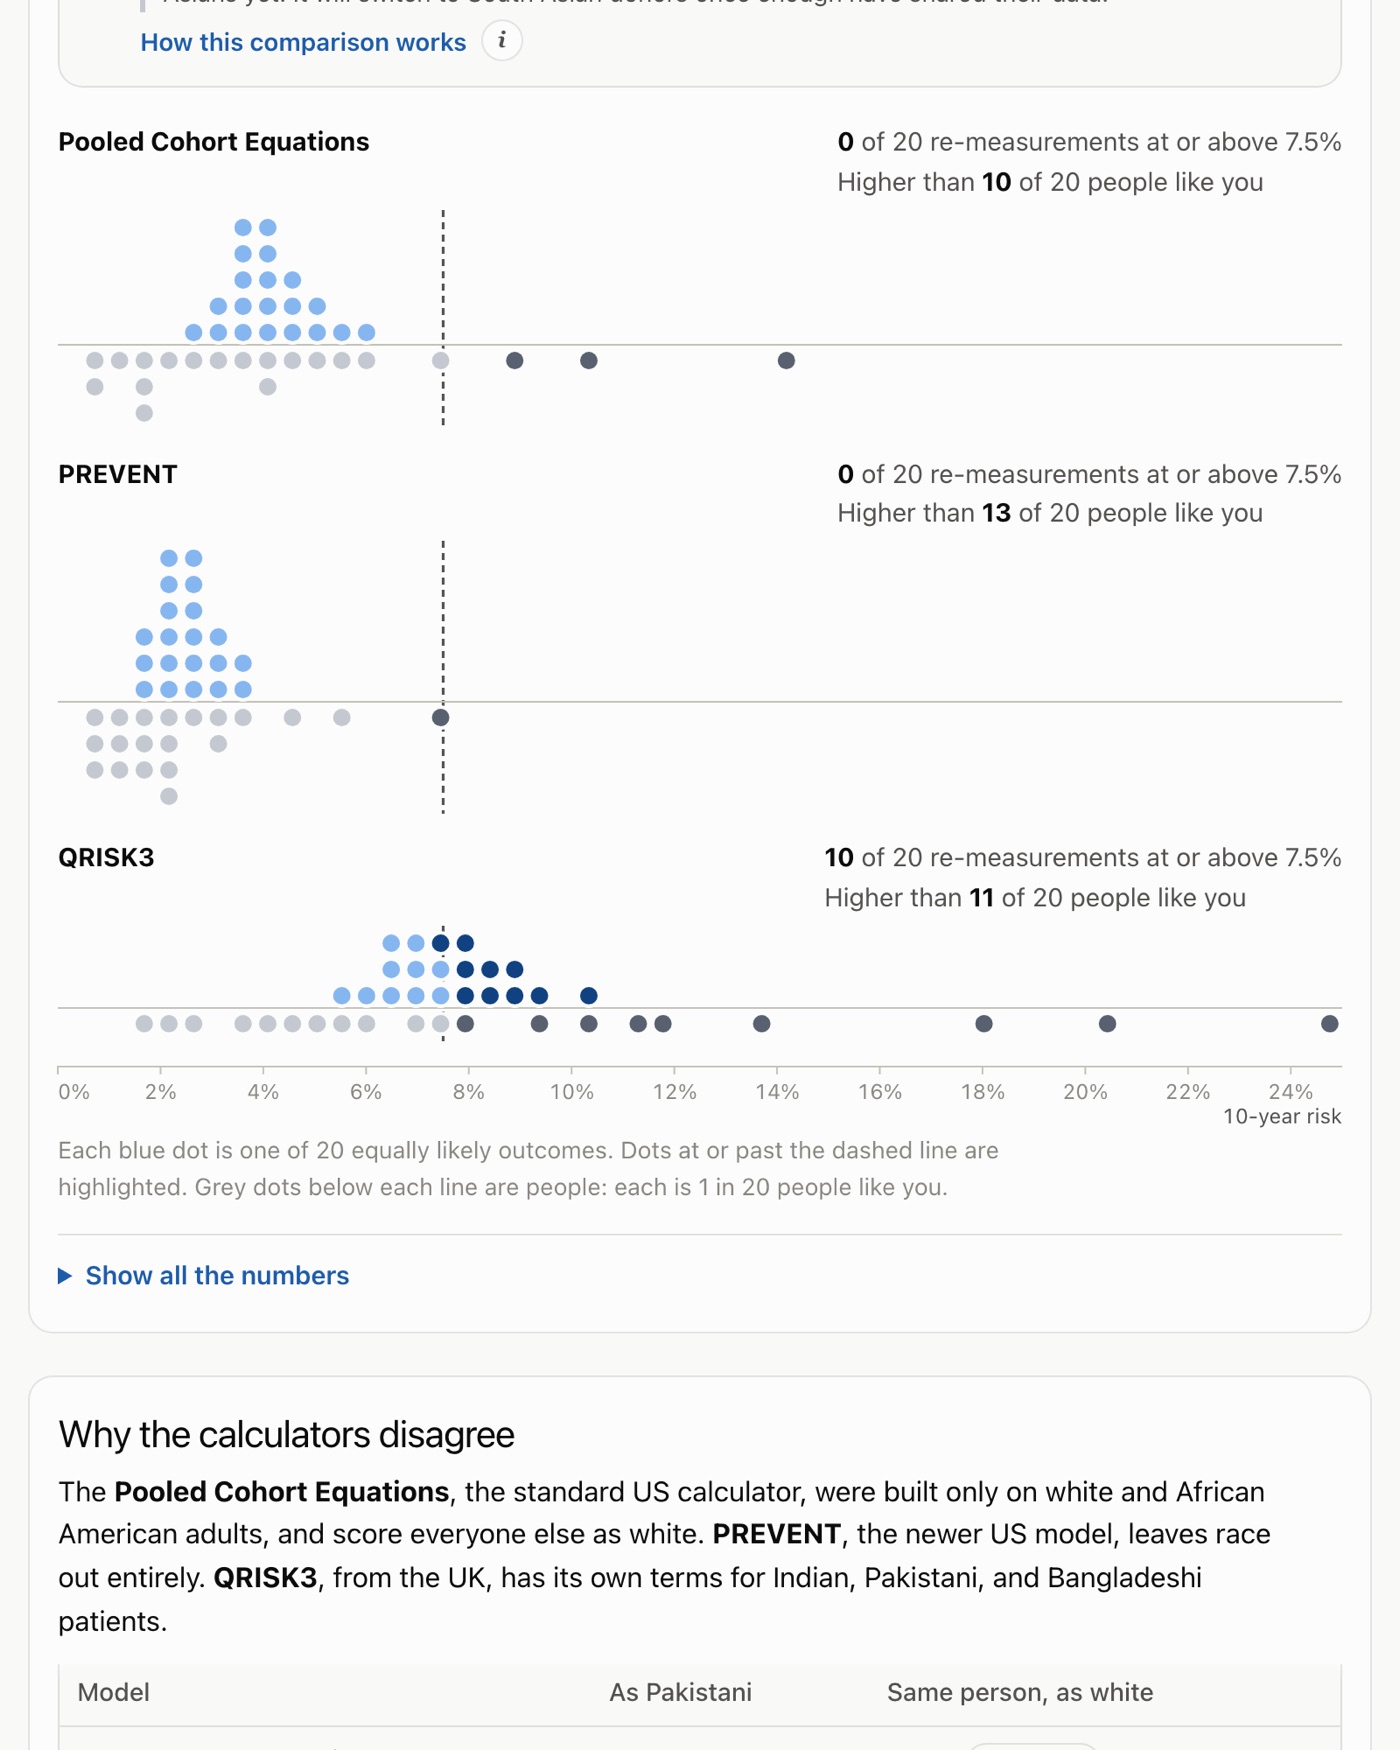 How this comparison works i
Pooled Cohort Equations
0 of 20 re-measurements at or above 7.5%
Higher than 10 of 20 people like you
PREVENT
0 of 20 re-measurements at or above 7.5%
Higher than 13 of 20 people like you
QRISK3
10 of 20 re-measurements at or above 7.5%
Higher than 11 of 20 people like you
0% 2% 4% 6% 8% 10% 12% 14% 16% 18% 20% 22% 24%
10-year risk
Each blue dot is one of 20 equally likely outcomes. Dots at or past the dashed line are
highlighted. Grey dots below each line are people: each is 1 in 20 people like you.
Show all the numbers
Why the calculators disagree
The Pooled Cohort Equations, the standard US calculator, were built only on white and African
American adults, and score everyone else as white. PREVENT, the newer US model, leaves race
out entirely. QRISK3, from the UK, has its own terms for Indian, Pakistani, and Bangladeshi
patients.
Model As Pakistani Same person, as white